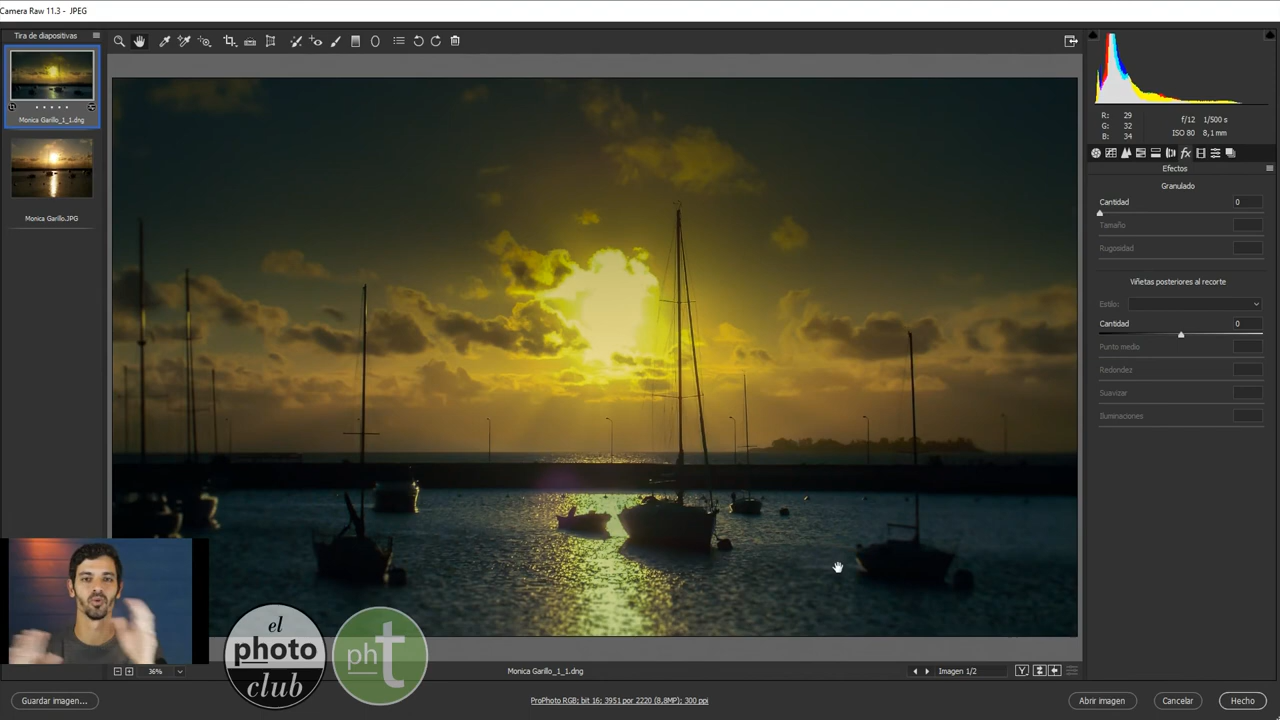 Camera Raw 11.3 - JPEG
Tira de diapositivas
Monica Garillo_1_1.dng
Monica Garillo.JPG
R: 29
G: 32
B: 34
f/12 1/500 s
ISO 80 8,1 mm
fx
Efectos
Granulado
Cantidad 0
Tamaño
Rugosidad
Viñetas posteriores al recorte
Estilo:
Cantidad 0
Punto medio
Redondez
Suavizar
Iluminaciones
el
photo
club
pht
36%
Monica Garillo_1_1.dng
Imagen 1/2
Y
Guardar imagen...
ProPhoto RGB; bit 16; 3951 por 2220 (8,8MP); 300 ppi
Abrir imagen
Cancelar
Hecho